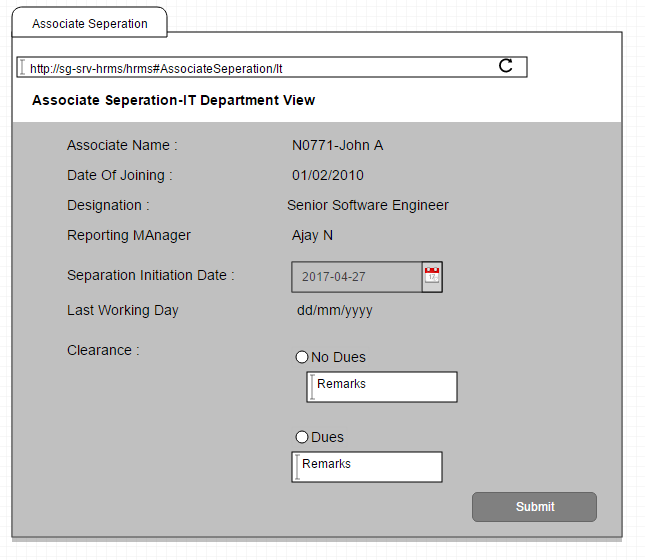 Associate Seperation
http://sg-srv-hrms/hrms#AssociateSeperation/It
Associate Seperation-IT Department View
Associate Name : N0771-John A
Date Of Joining : 01/02/2010
Designation : Senior Software Engineer
Reporting MAnager Ajay N
Separation Initiation Date : 2017-04-27
Last Working Day dd/mm/yyyy
Clearance :
No Dues
Remarks
Dues
Remarks
Submit